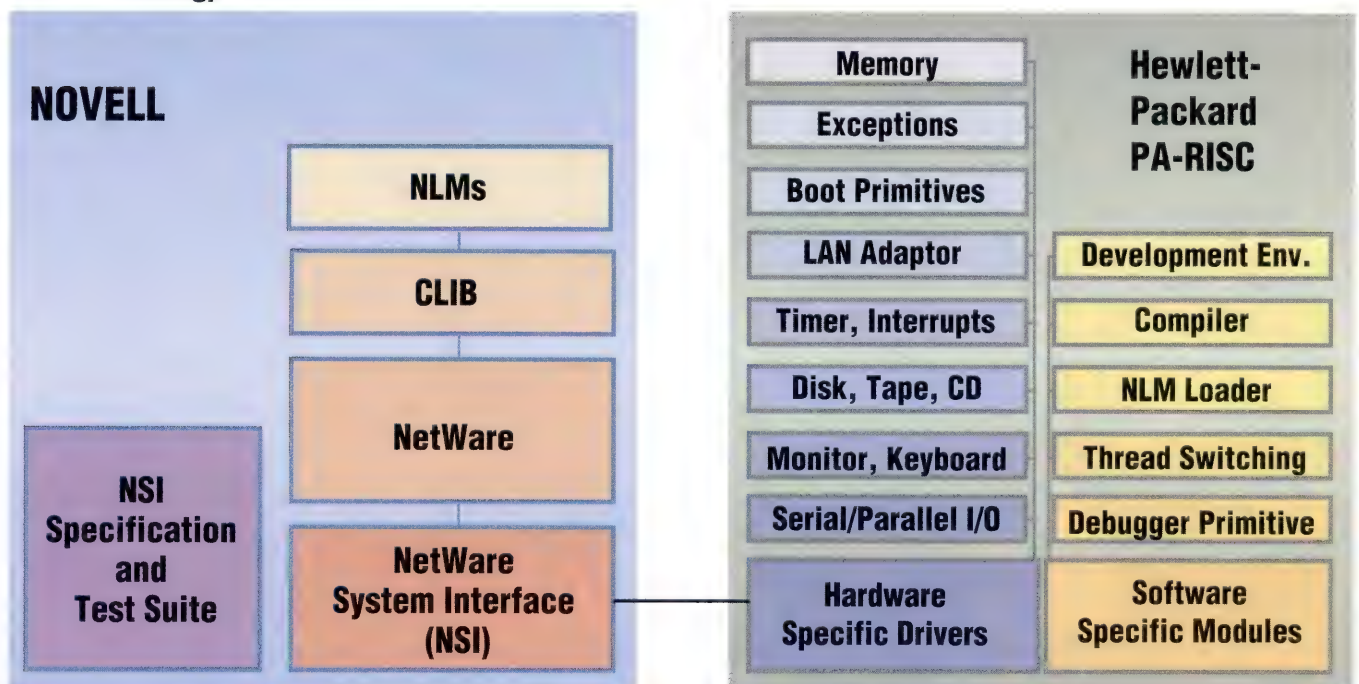 NOVELL
NLMs
CLIB
NetWare
NetWare
System Interface
(NSI)
NSI
Specification
and
Test Suite
Hewlett-
Packard
PA-RISC
Memory
Exceptions
Boot Primitives
LAN Adaptor
Timer, Interrupts
Disk, Tape, CD
Monitor, Keyboard
Serial/Parallel I/O
Hardware
Specific Drivers
Development Env.
Compiler
NLM Loader
Thread Switching
Debugger Primitive
Software
Specific Modules